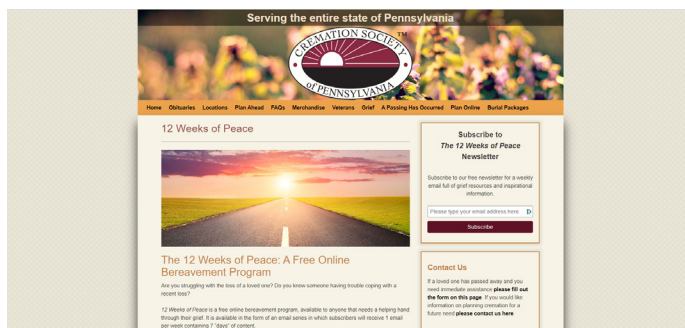 Serving the entire state of Pennsylvania
CREMATION SOCIETY
TM
of PENNSYLVANIA
Home Obituaries Locations Plan Ahead FAQs Merchandise Veterans Grief A Passing Has Occurred Plan Online Burial Packages
12 Weeks of Peace
The 12 Weeks of Peace: A Free Online
Bereavement Program
Are you struggling with the loss of a loved one? Do you know someone having trouble coping with a
recent loss?
12 Weeks of Peace is a free online bereavement program, available to anyone that needs a helping hand
through their grief. It is available in the form of an email series in which subscribers will receive 1 email
per week containing 7 "days" of content.
Subscribe to
The 12 Weeks of Peace
Newsletter
Subscribe to our free newsletter for a weekly
email full of grief resources and inspirational
information.
Please type your email address here
Subscribe
Contact Us
If a loved one has passed away and you
need immediate assistance please fill out
the form on this page. If you would like
information on planning cremation for a
future need please contact us here.